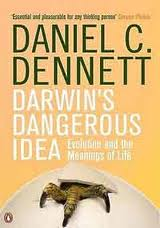 'Essential and pleasurable for any thinking person'
DANIEL C.
DENNETT
DARWIN'S
DANGEROUS
IDEA
Evolution and the
Meanings of Life